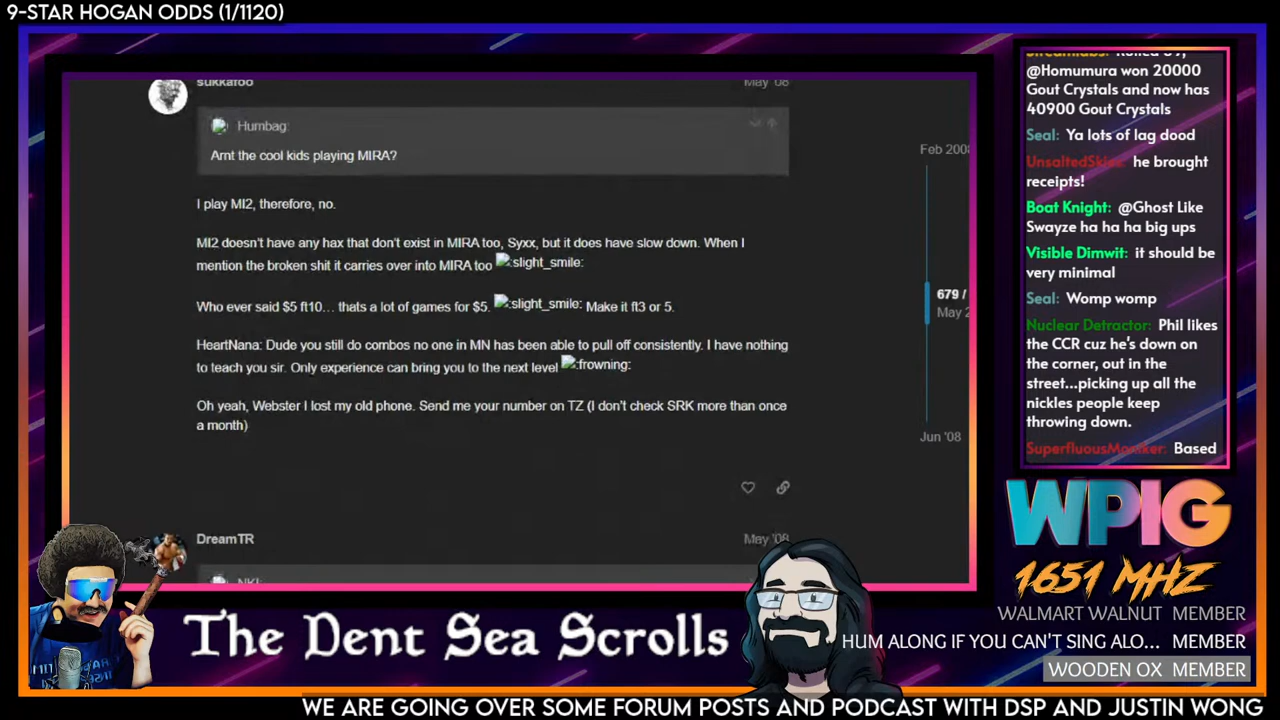 9-STAR HOGAN ODDS (1/1120)
sukkafoo
May '08
Humbag:
Arnt the cool kids playing MIRA?
I play MI2, therefore, no.
MI2 doesn't have any hax that don't exist in MIRA too, Syxx, but it does have slow down. When I
mention the broken shit it carries over into MIRA too :slight_smile:
Who ever said $5 ft10… thats a lot of games for $5. :slight_smile: Make it ft3 or 5.
HeartNana: Dude you still do combos no one in MN has been able to pull off consistently. I have nothing
to teach you sir. Only experience can bring you to the next level :frowning:
Oh yeah, Webster I lost my old phone. Send me your number on TZ (I don't check SRK more than once
a month)
DreamTR
May '08
NKI:
Feb 2008
679 /
May 2
Jun '08
@Homumura won 20000
Gout Crystals and now has
40900 Gout Crystals
Seal: Ya lots of lag dood
he brought
receipts!
Boat Knight: @Ghost Like
Swayze ha ha ha big ups
Visible Dimwit: it should be
very minimal
Seal: Womp womp
Nuclear Detractor: Phil likes
the CCR cuz he's down on
the corner, out in the
street...picking up all the
nickles people keep
throwing down.
SuperfluousMoniker: Based
WPIG
1651 MHZ
WALMART WALNUT MEMBER
HUM ALONG IF YOU CAN'T SING ALO... MEMBER
WOODEN OX MEMBER
The Dent Sea Scrolls
WE ARE GOING OVER SOME FORUM POSTS AND PODCAST WITH DSP AND JUSTIN WONG